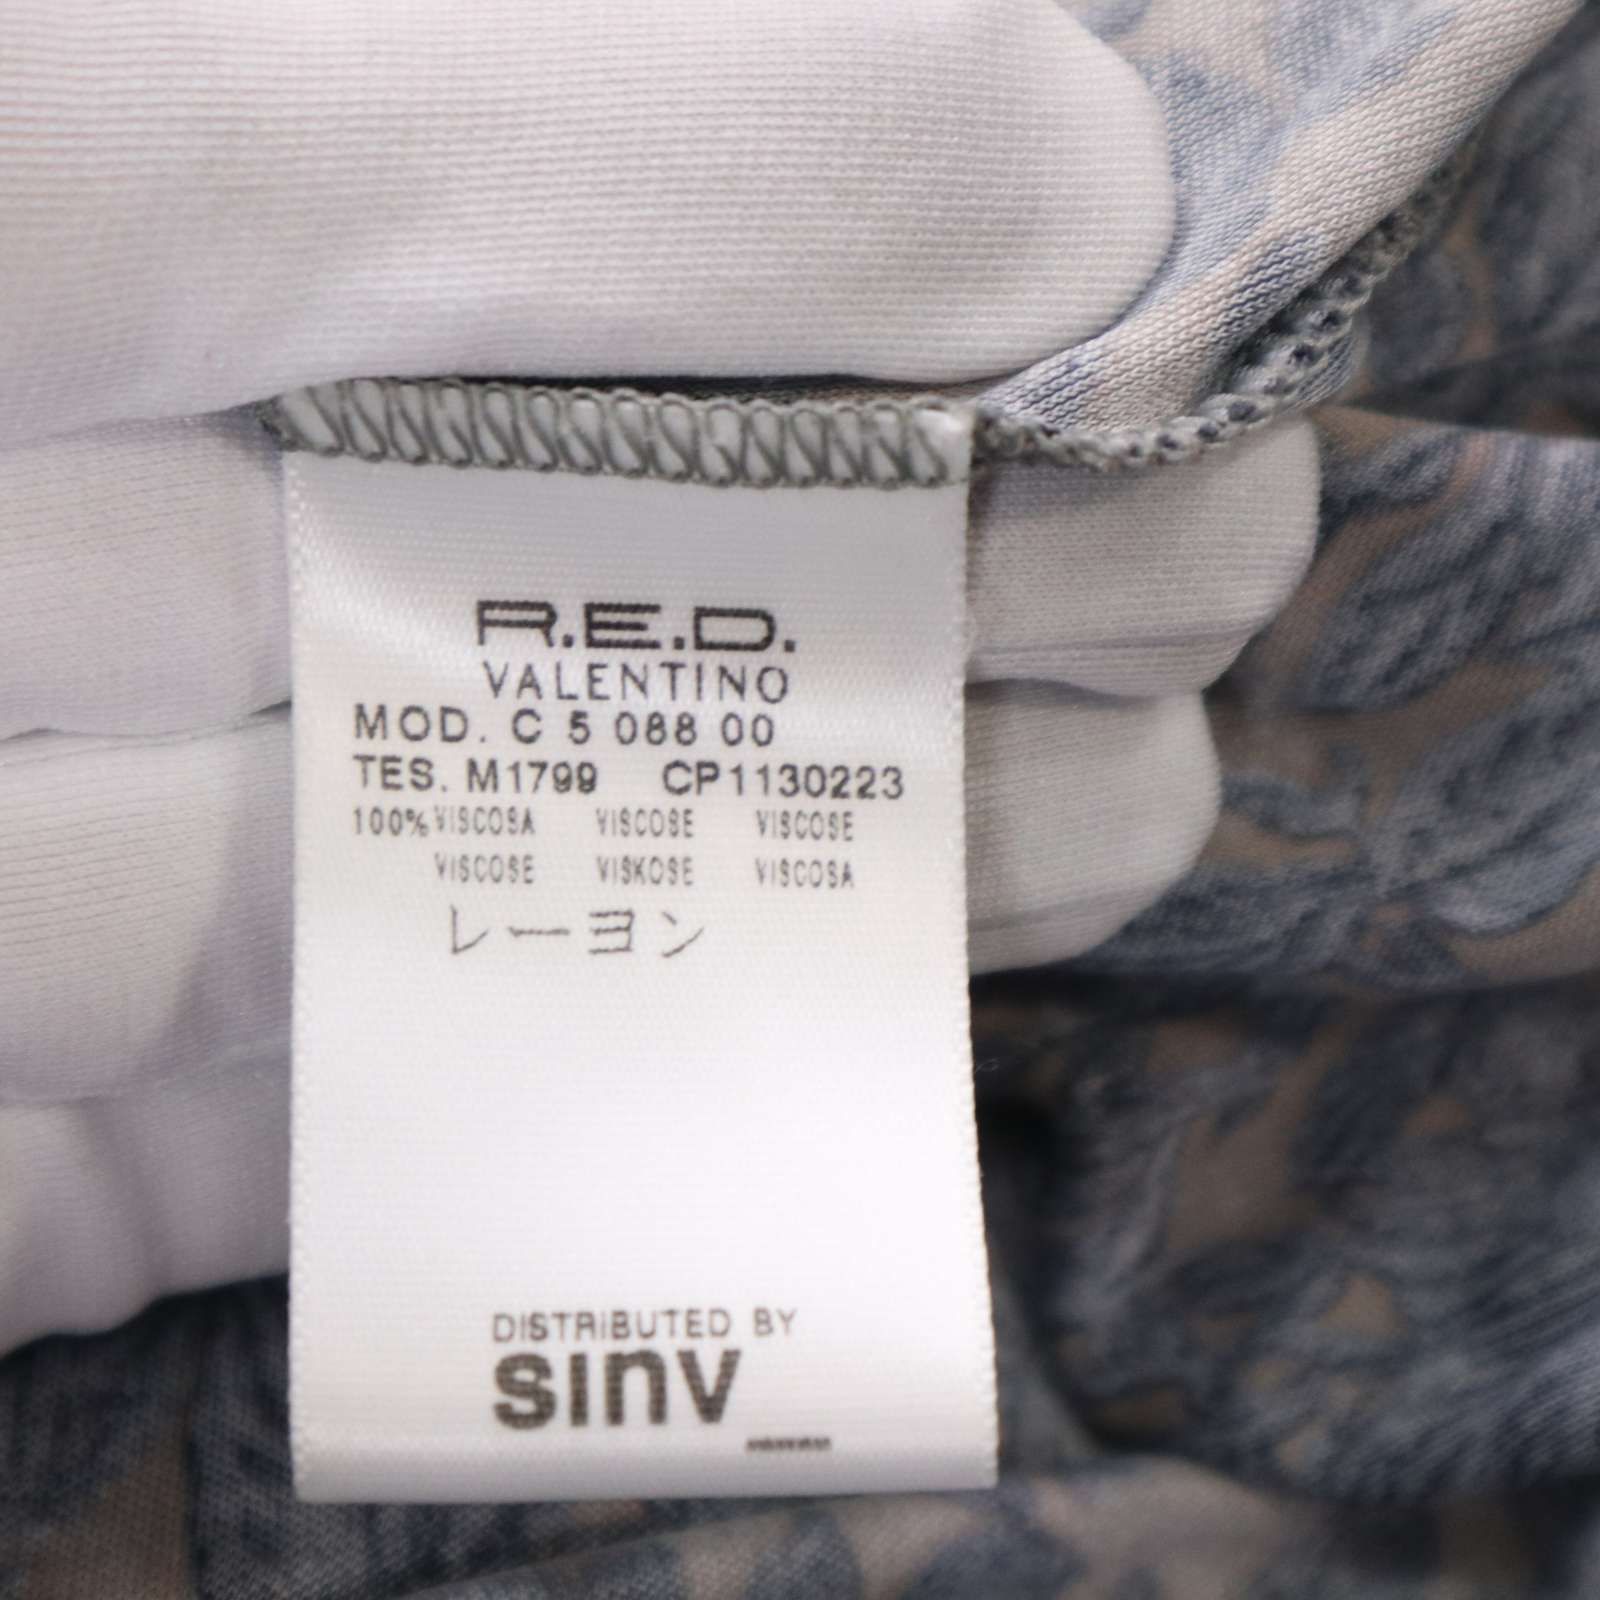 R.E.D.
VALENTINO
MOD. C 5 088 00
TES. M1799 CP1130223
100% VISCOSA VISCOSE VISCOSE
VISCOSE VISKOSE VISCOSA
レーヨン
DISTRIBUTED BY
sinv